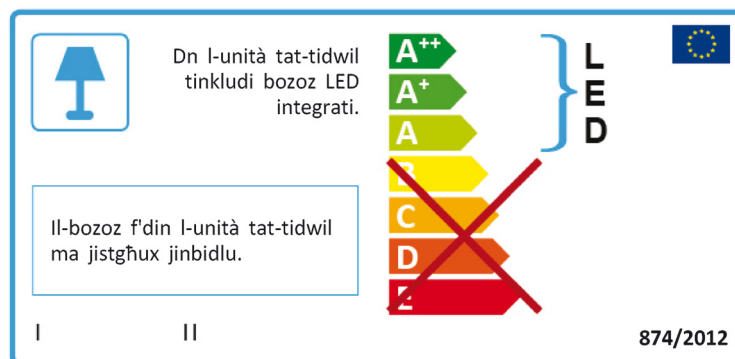 Dn l-unità tat-tidwil
tinkludi bozoz LED
integrati.
A++
A+
A
B
C
D
E
L
E
D
Il-bozoz f'din l-unità tat-tidwil
ma jistgħux jinbidlu.
I II
874/2012